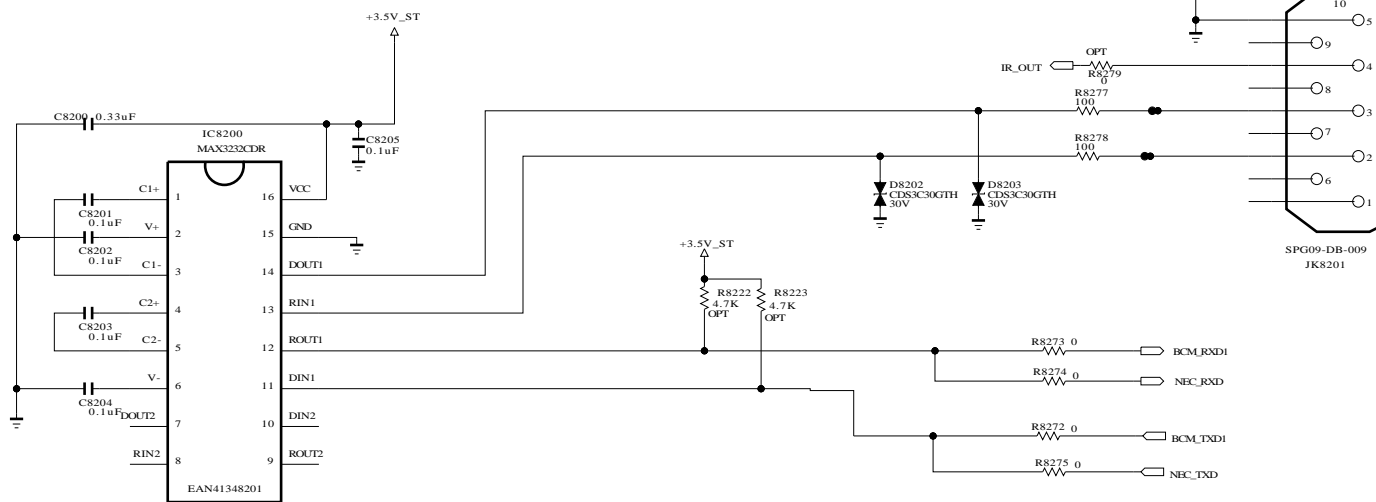 +3.5V_ST
C8200 0.33uF
C8205
0.1uF
IC8200
MAX3232CDR
C1+
1
16
VCC
C8201
0.1uF
V+
2
15
GND
C8202
0.1uF
C1-
3
14
DOUT1
C2+
4
13
RIN1
C8203
0.1uF
C2-
5
12
ROUT1
V-
6
11
DIN1
C8204
0.1uF
DOUT2
7
10
DIN2
RIN2
8
9
ROUT2
EAN41348201
IR_OUT
OPT
R8279
0
R8277
100
R8278
100
D8202
CDS3C30GTH
30V
D8203
CDS3C30GTH
30V
+3.5V_ST
R8222
4.7K
OPT
R8223
4.7K
OPT
R8273 0
BCM_RXD1
R8274 0
NEC_RXD
R8272 0
BCM_TXD1
R8275 0
NEC_TXD
10
5
9
4
8
3
7
2
6
1
SPG09-DB-009
JK8201